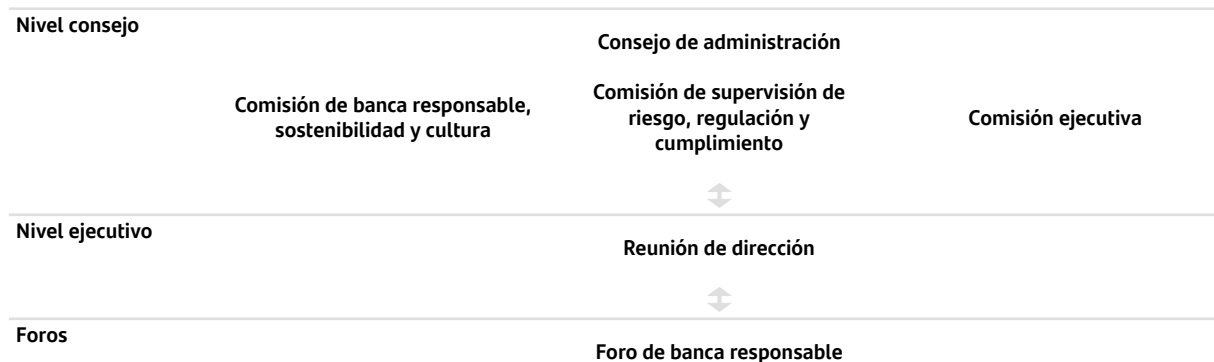 Nivel consejo
Consejo de administración
Comisión de banca responsable,
sostenibilidad y cultura
Comisión de supervisión de
riesgo, regulación y
cumplimiento
Comisión ejecutiva
Nivel ejecutivo
Reunión de dirección
Foros
Foro de banca responsable